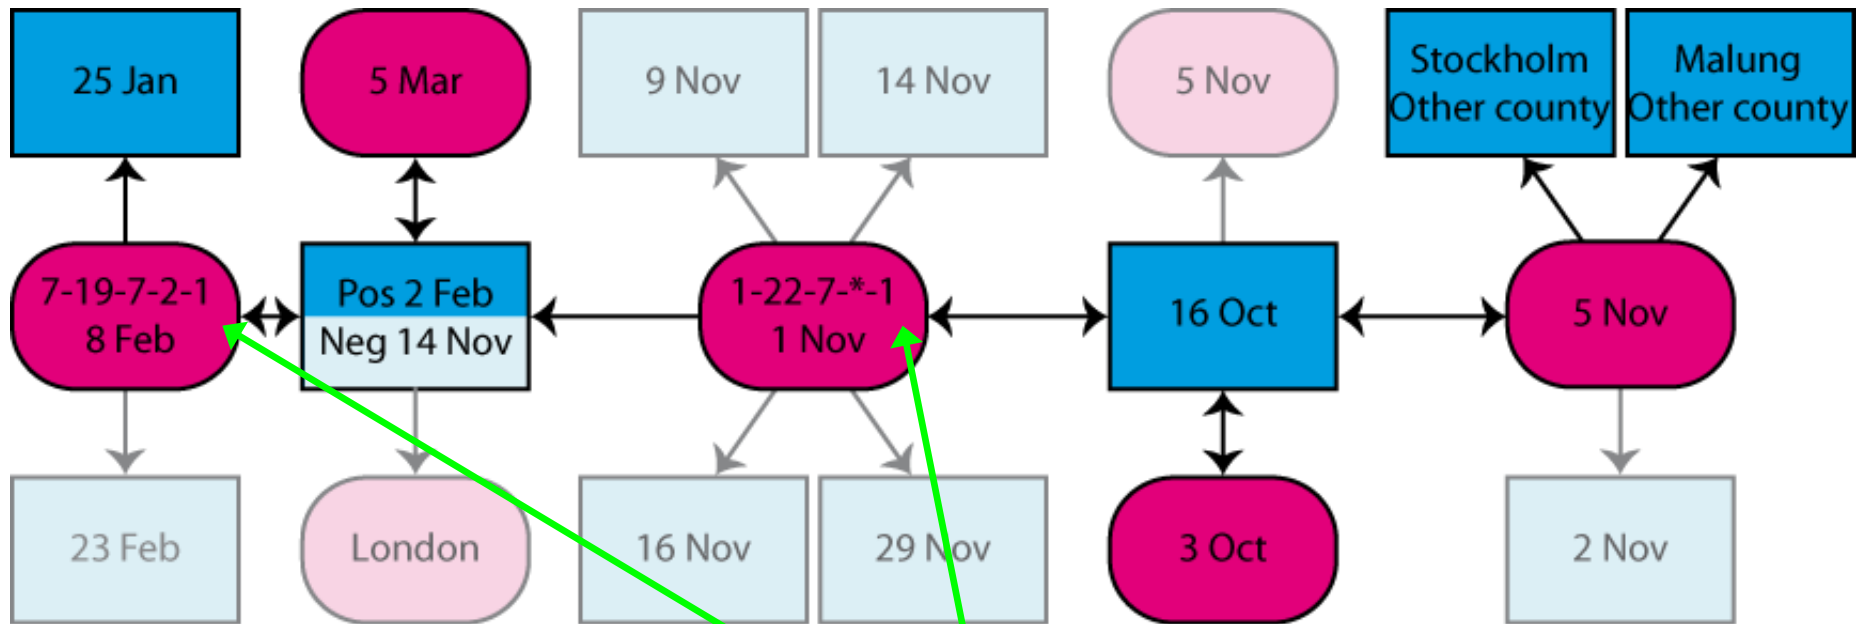 25 Jan
5 Mar
9 Nov
14 Nov
5 Nov
Stockholm
Other county
Malung
Other county
7-19-7-2-1
8 Feb
Pos 2 Feb
Neg 14 Nov
1-22-7-*-1
1 Nov
16 Oct
5 Nov
23 Feb
London
16 Nov
29 Nov
3 Oct
2 Nov